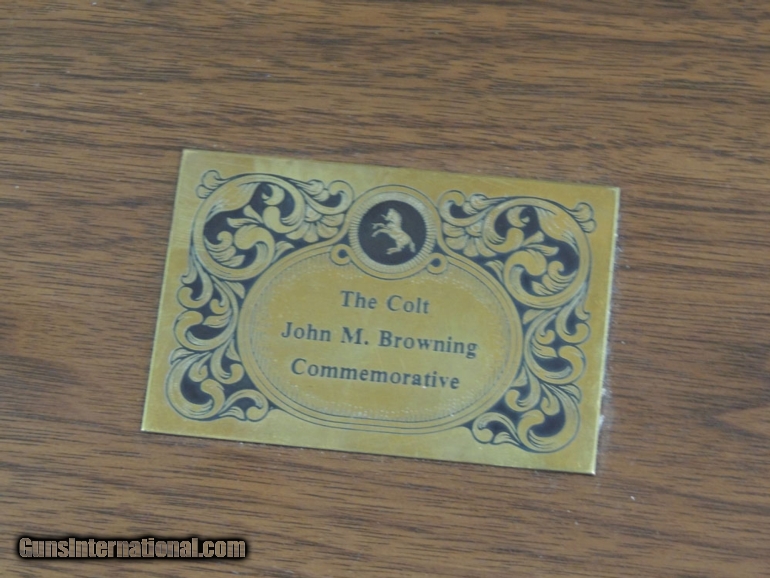 The Colt
John M. Browning
Commemorative
GunsInternational.com